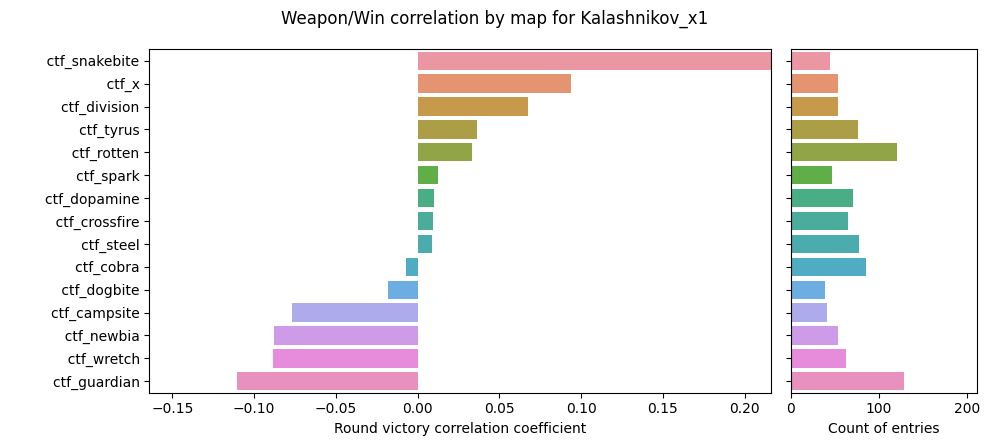 Weapon/Win correlation by map for Kalashnikov_x1
ctf_snakebite
ctf_x
ctf_division
ctf_tyrus
ctf_rotten
ctf_spark
ctf_dopamine
ctf_crossfire
ctf_steel
ctf_cobra
ctf_dogbite
ctf_campsite
ctf_newbia
ctf_wretch
ctf_guardian
−0.15 −0.10 −0.05 0.00 0.05 0.10 0.15 0.20
Round victory correlation coefficient
0 100 200
Count of entries